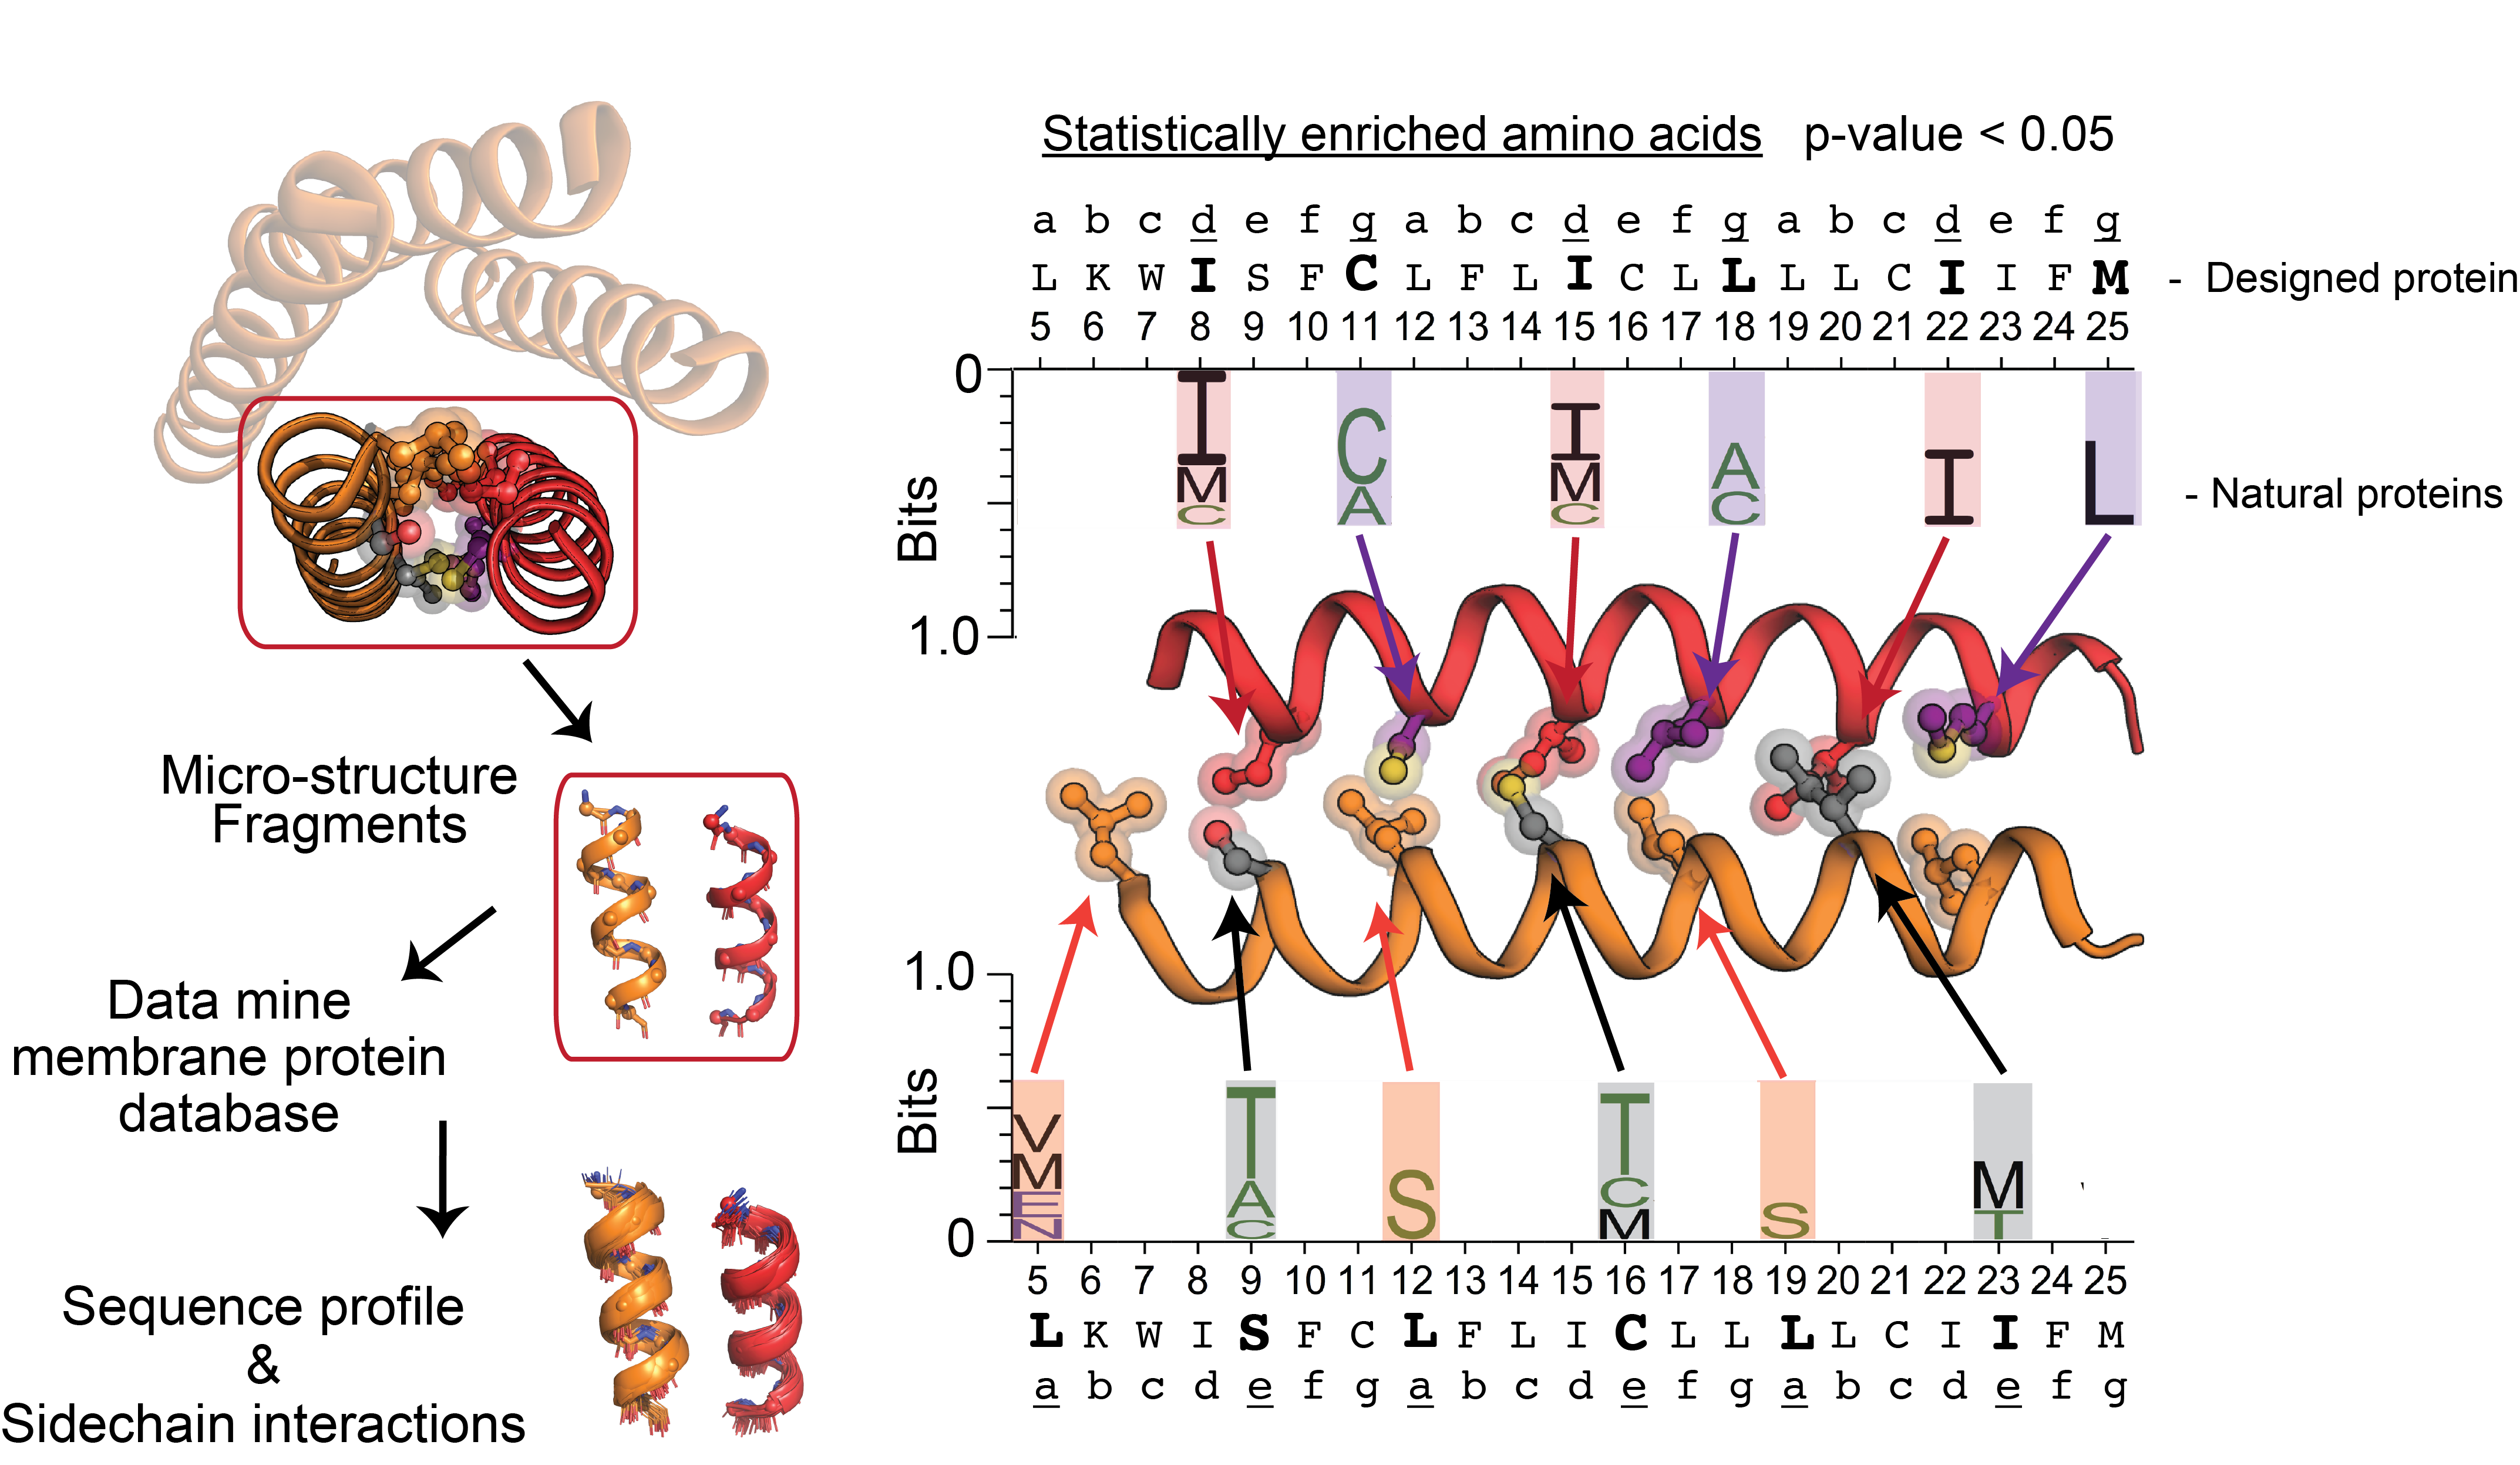 Statistically enriched amino acids p-value < 0.05
a b c d e f g a b c d e f g a b c d e f g
L K W I S F C L F L I C L L L L C I I F M - Designed protein
5 6 7 8 9 10 11 12 13 14 15 16 17 18 19 20 21 22 23 24 25
0
Bits
1.0
I M C
C A
I M C
A C
I
L
- Natural proteins
Micro-structure
Fragments
Data mine
membrane protein
database
Sequence profile
&
Sidechain interactions
1.0
Bits
0
V M E N
T A C
S
T C M
S
M T
5 6 7 8 9 10 11 12 13 14 15 16 17 18 19 20 21 22 23 24 25
L K W I S F C L F L I C L L L L C I I F M
a b c d e f g a b c d e f g a b c d e f g